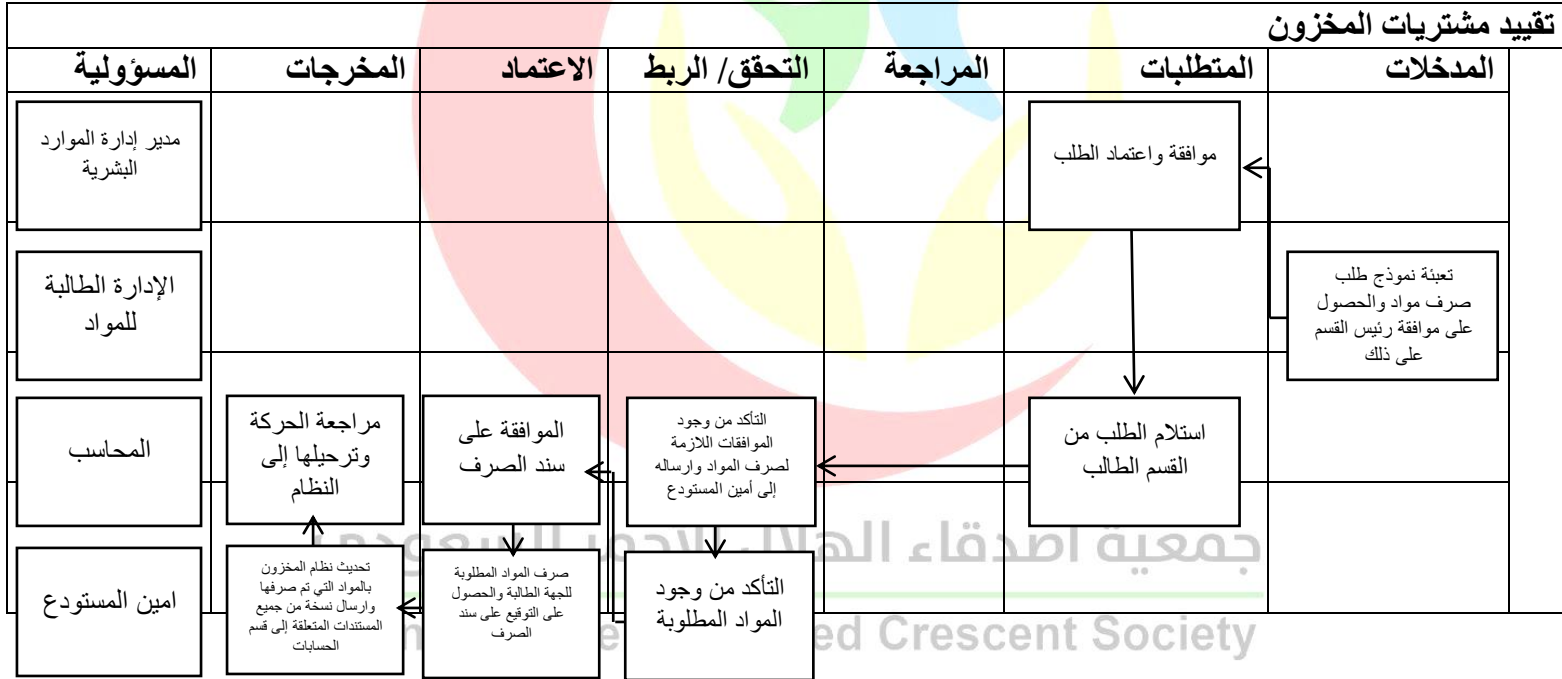 تقييد مشتريات المخزون
المدخلات المتطلبات المراجعة التحقق/ الربط الاعتماد المخرجات المسؤولية
موافقة واعتماد الطلب
مدير إدارة الموارد
البشرية
تعبئة نموذج طلب
صرف مواد والحصول
على موافقة رئيس القسم
على ذلك
الإدارة الطالبة
للمواد
استلام الطلب من
القسم الطالب
التأكد من وجود
الموافقات اللازمة
لصرف المواد وارساله
إلى أمين المستودع
الموافقة على
سند الصرف
مراجعة الحركة
وترحيلها إلى
النظام
المحاسب
التأكد من وجود
المواد المطلوبة
صرف المواد المطلوبة
للجهة الطالبة والحصول
على التوقيع على سند
الصرف
تحديث نظام المخزون
بالمواد التي تم صرفها
وارسال نسخة من جميع
المستندات المتعلقة إلى قسم
الحسابات
امين المستودع
جمعية اصدقاء الهلال الاحمر السعودي
ed Crescent Society